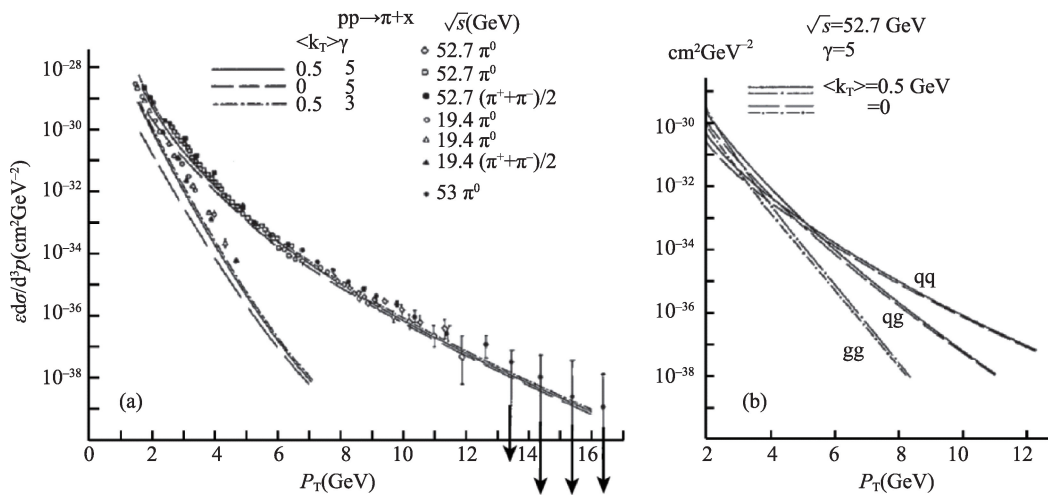 pp→π+x
<k_T> γ
0.5 5
0 5
0.5 3
√s(GeV)
52.7 π⁰
52.7 π⁰
52.7 (π⁺+π⁻)/2
19.4 π⁰
19.4 π⁰
19.4 (π⁺+π⁻)/2
53 π⁰
εdσ/d³p(cm²GeV⁻²)
10⁻²⁸
10⁻³⁰
10⁻³²
10⁻³⁴
10⁻³⁶
10⁻³⁸
(a)
0 2 4 6 8 10 12 14 16
P_T(GeV)
√s=52.7 GeV
γ=5
cm²GeV⁻²
<k_T>=0.5 GeV
=0
10⁻³⁰
10⁻³²
10⁻³⁴
10⁻³⁶
10⁻³⁸
qq
qg
gg
(b)
2 4 6 8 10 12
P_T(GeV)